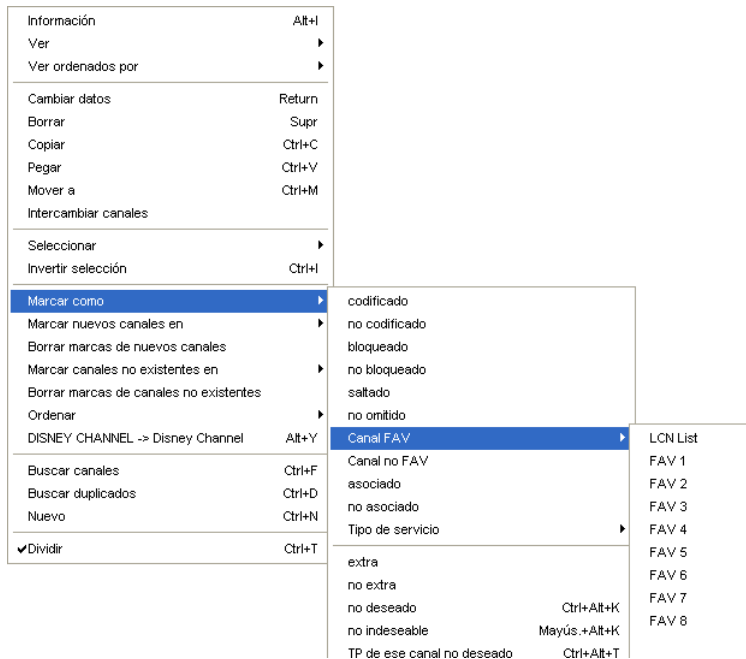 Información Alt+I
Ver
Ver ordenados por
Cambiar datos Return
Borrar Supr
Copiar Ctrl+C
Pegar Ctrl+V
Mover a Ctrl+M
Intercambiar canales
Seleccionar
Invertir selección Ctrl+I
Marcar como
Marcar nuevos canales en
Borrar marcas de nuevos canales
Marcar canales no existentes en
Borrar marcas de canales no existentes
Ordenar
DISNEY CHANNEL -> Disney Channel Alt+Y
Buscar canales Ctrl+F
Buscar duplicados Ctrl+D
Nuevo Ctrl+N
Dividir Ctrl+T
codificado
no codificado
bloqueado
no bloqueado
saltado
no omitido
Canal FAV
Canal no FAV
asociado
no asociado
Tipo de servicio
extra
no extra
no deseado Ctrl+Alt+K
no indeseable Mayús.+Alt+K
TP de ese canal no deseado Ctrl+Alt+T
LCN List
FAV 1
FAV 2
FAV 3
FAV 4
FAV 5
FAV 6
FAV 7
FAV 8